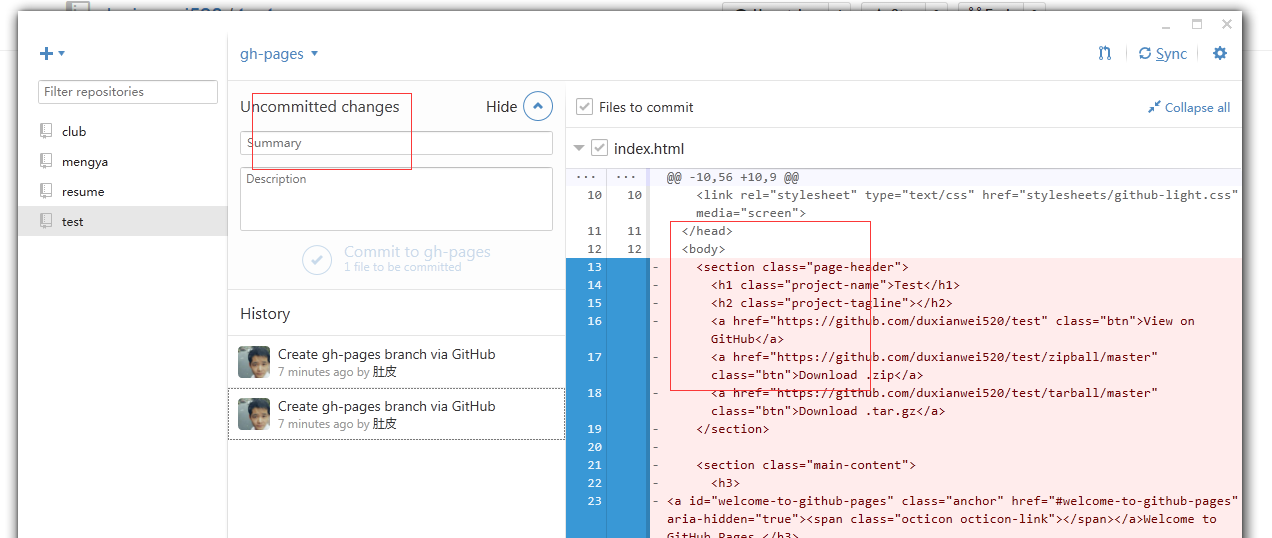 gh-pages
Sync
Filter repositories
club
mengya
resume
test
Uncommitted changes
Hide
Summary
Description
Commit to gh-pages
1 file to be committed
History
Create gh-pages branch via GitHub
7 minutes ago by 肚皮
Create gh-pages branch via GitHub
7 minutes ago by 肚皮
Files to commit
Collapse all
index.html
... ... @@ -10,56 +10,9 @@
10 10 <link rel="stylesheet" type="text/css" href="stylesheets/github-light.css"
media="screen">
11 11 </head>
12 12 <body>
13 - <section class="page-header">
14 - <h1 class="project-name">Test</h1>
15 - <h2 class="project-tagline"></h2>
16 - <a href="https://github.com/duxianwei520/test" class="btn">View on
GitHub</a>
17 - <a href="https://github.com/duxianwei520/test/zipball/master"
class="btn">Download .zip</a>
18 - <a href="https://github.com/duxianwei520/test/tarball/master"
class="btn">Download .tar.gz</a>
19 - </section>
20 -
21 - <section class="main-content">
22 - <h3>
23 - <a id="welcome-to-github-pages" class="anchor" href="#welcome-to-github-pages"
aria-hidden="true"><span class="octicon octicon-link"></span></a>Welcome to
GitHub Pages.</h3>